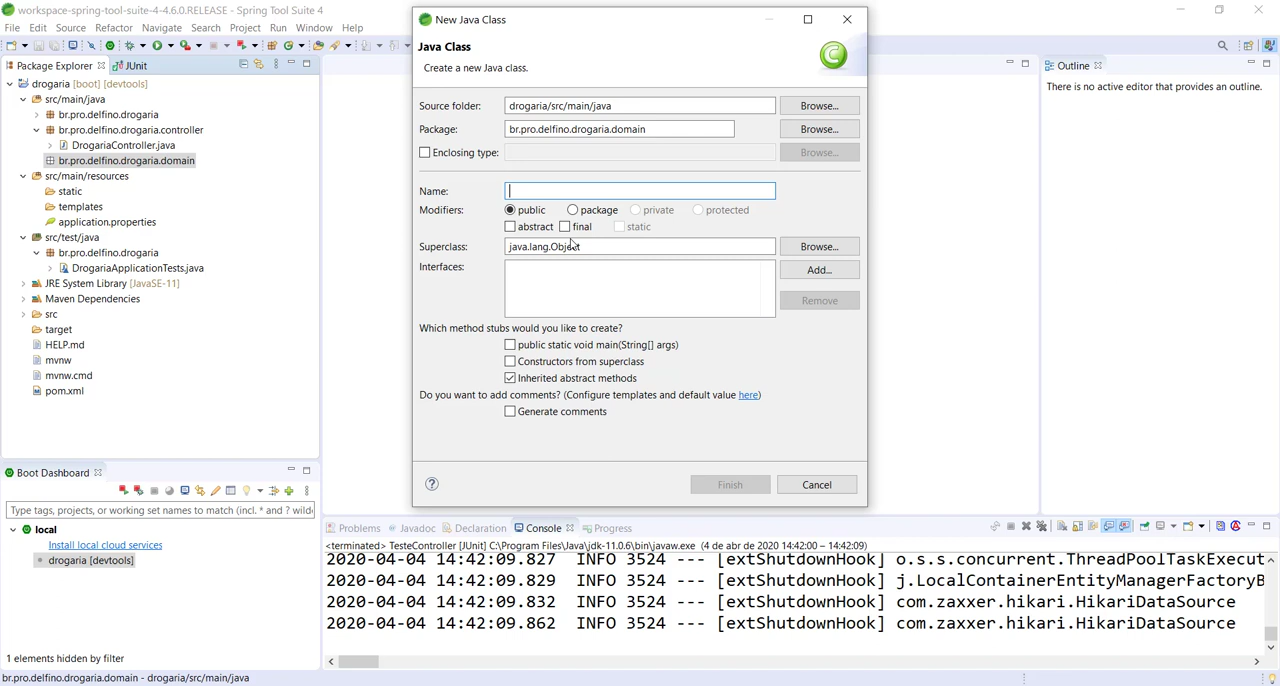 workspace-spring-tool-suite-4-4.6.0.RELEASE - Spring Tool Suite 4
File Edit Source Refactor Navigate Search Project Run Window Help
Package Explorer
JUnit
drogaria [boot] [devtools]
src/main/java
br.pro.delfino.drogaria
br.pro.delfino.drogaria.controller
DrogariaController.java
br.pro.delfino.drogaria.domain
src/main/resources
static
templates
application.properties
src/test/java
br.pro.delfino.drogaria
DrogariaApplicationTests.java
JRE System Library [JavaSE-11]
Maven Dependencies
src
target
HELP.md
mvnw
mvnw.cmd
pom.xml
Boot Dashboard
Type tags, projects, or working set names to match (incl. * and ? wild
local
Install local cloud services
drogaria [devtools]
1 elements hidden by filter
br.pro.delfino.drogaria.domain - drogaria/src/main/java
New Java Class
Java Class
Create a new Java class.
C
Source folder: drogaria/src/main/java Browse...
Package: br.pro.delfino.drogaria.domain Browse...
Enclosing type: Browse...
Name:
Modifiers: public package private protected
abstract final static
Superclass: java.lang.Object Browse...
Interfaces: Add...
Remove
Which method stubs would you like to create?
public static void main(String[] args)
Constructors from superclass
Inherited abstract methods
Do you want to add comments? (Configure templates and default value here)
Generate comments
?
Finish Cancel
Outline
There is no active editor that provides an outline.
Problems Javadoc Declaration Console Progress
<terminated> TesteController [JUnit] C:\Program Files\Java\jdk-11.0.6\bin\javaw.exe (4 de abr de 2020 14:42:00 – 14:42:09)
2020-04-04 14:42:09.827 INFO 3524 --- [extShutdownHook] o.s.s.concurrent.ThreadPoolTaskExecut
2020-04-04 14:42:09.829 INFO 3524 --- [extShutdownHook] j.LocalContainerEntityManagerFactoryB
2020-04-04 14:42:09.832 INFO 3524 --- [extShutdownHook] com.zaxxer.hikari.HikariDataSource
2020-04-04 14:42:09.862 INFO 3524 --- [extShutdownHook] com.zaxxer.hikari.HikariDataSource